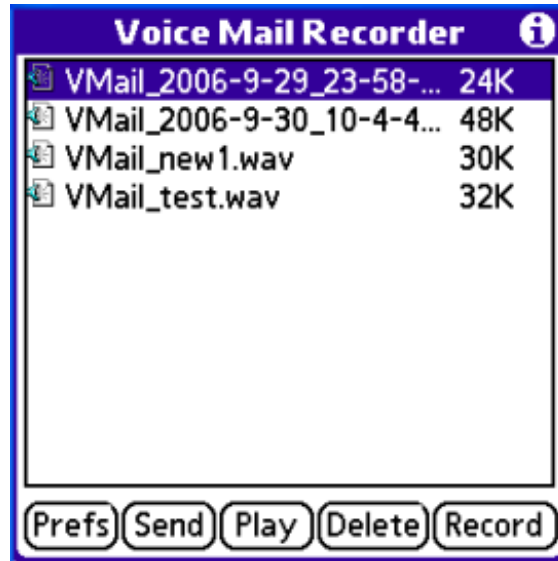 Voice Mail Recorder i
VMail_2006-9-29_23-58-... 24K
VMail_2006-9-30_10-4-4... 48K
VMail_new1.wav 30K
VMail_test.wav 32K
Prefs Send Play Delete Record